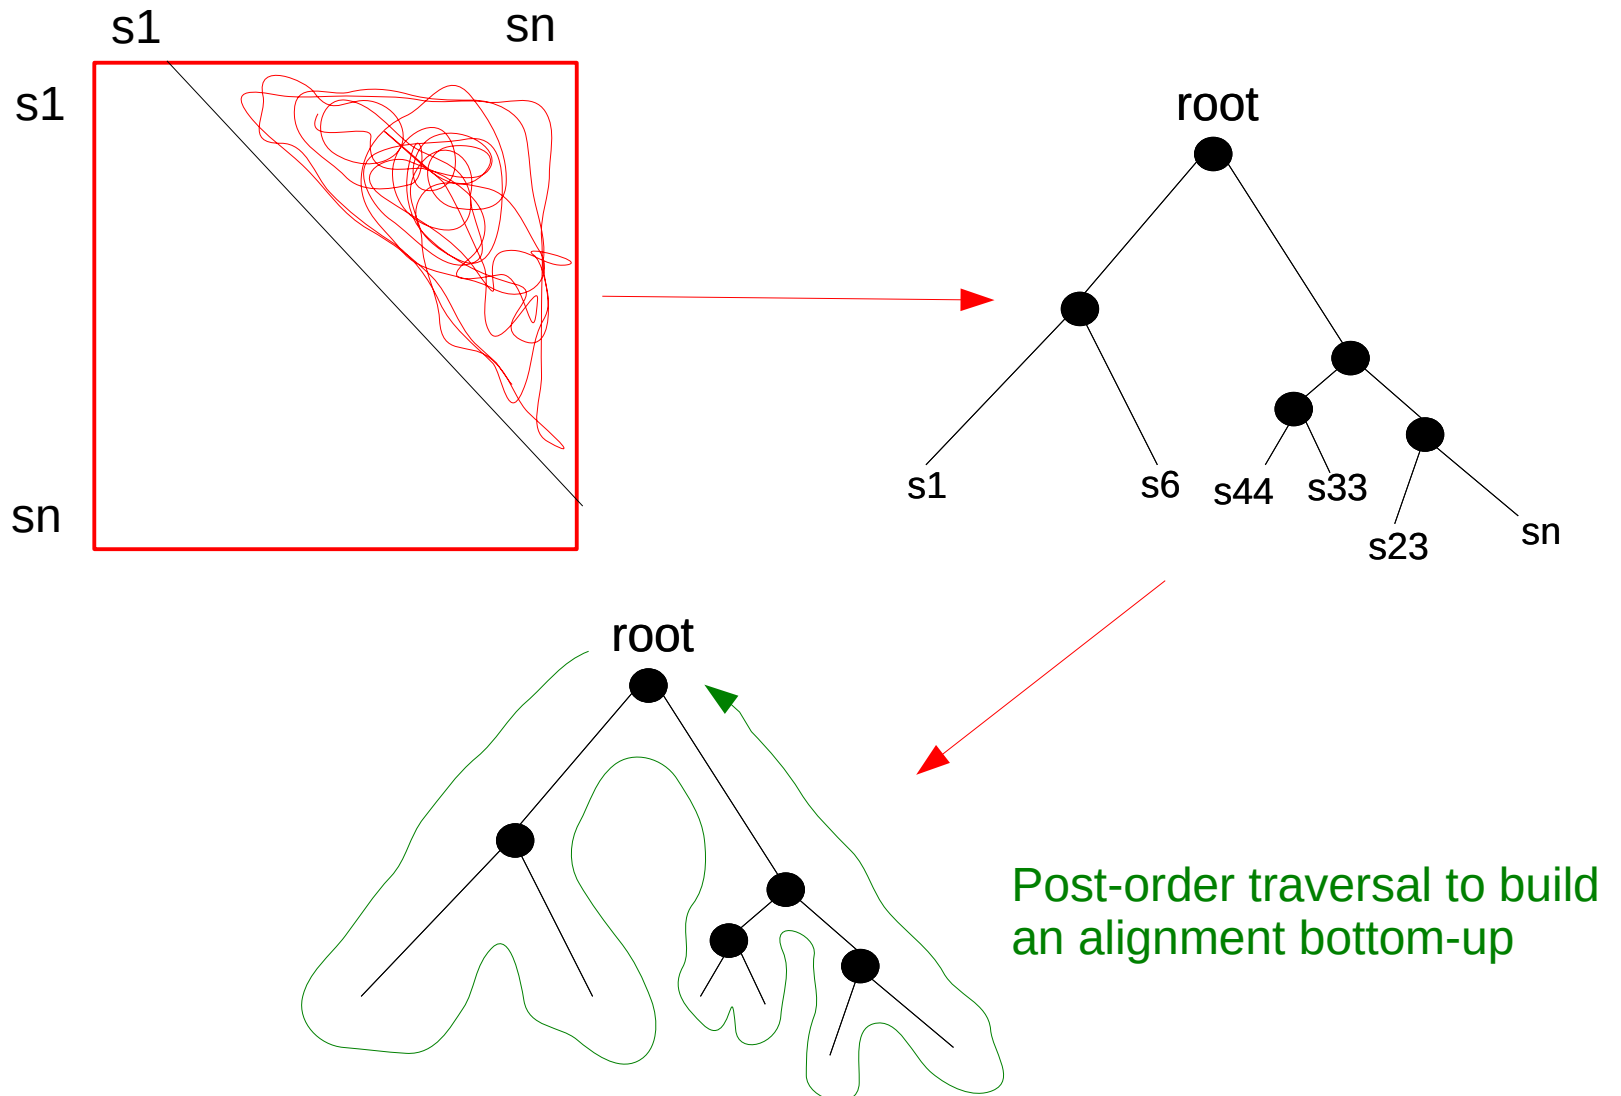 s1 sn
s1
sn
root
s1 s6 s44 s33 s23 sn
root
Post-order traversal to build
an alignment bottom-up